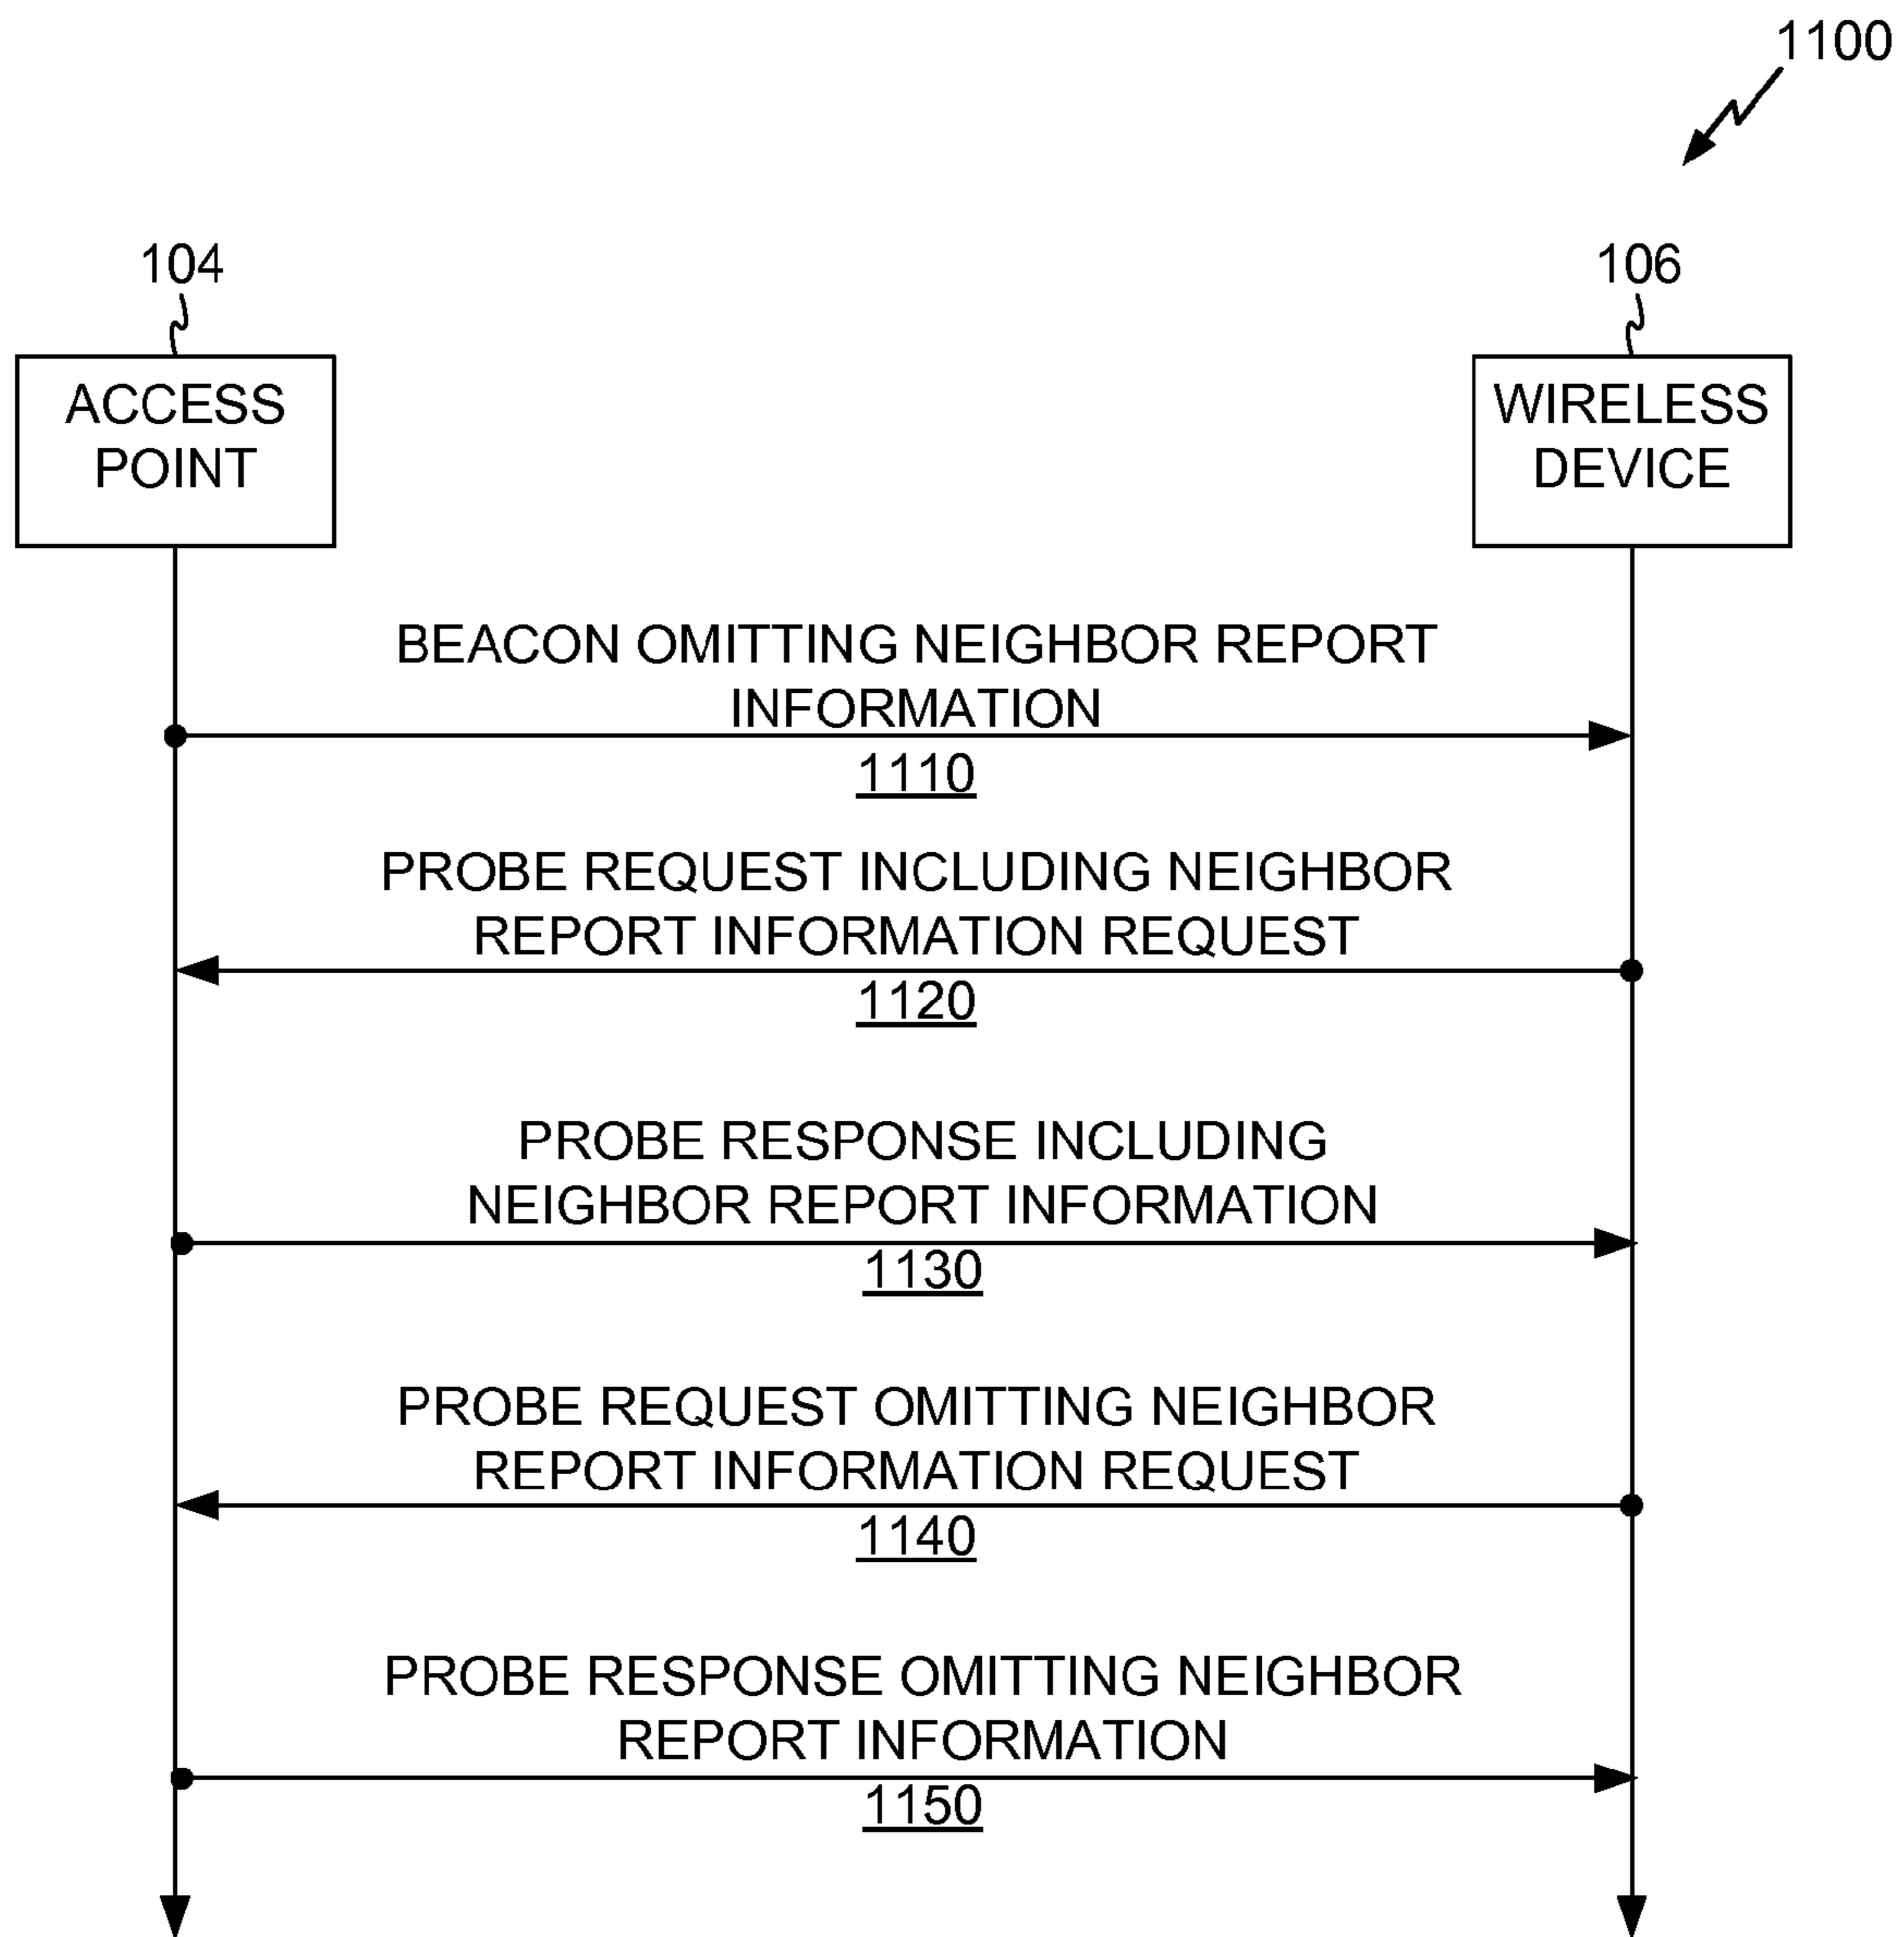 1100
104
106
ACCESS
POINT
WIRELESS
DEVICE
BEACON OMITTING NEIGHBOR REPORT
INFORMATION
1110
PROBE REQUEST INCLUDING NEIGHBOR
REPORT INFORMATION REQUEST
1120
PROBE RESPONSE INCLUDING
NEIGHBOR REPORT INFORMATION
1130
PROBE REQUEST OMITTING NEIGHBOR
REPORT INFORMATION REQUEST
1140
PROBE RESPONSE OMITTING NEIGHBOR
REPORT INFORMATION
1150